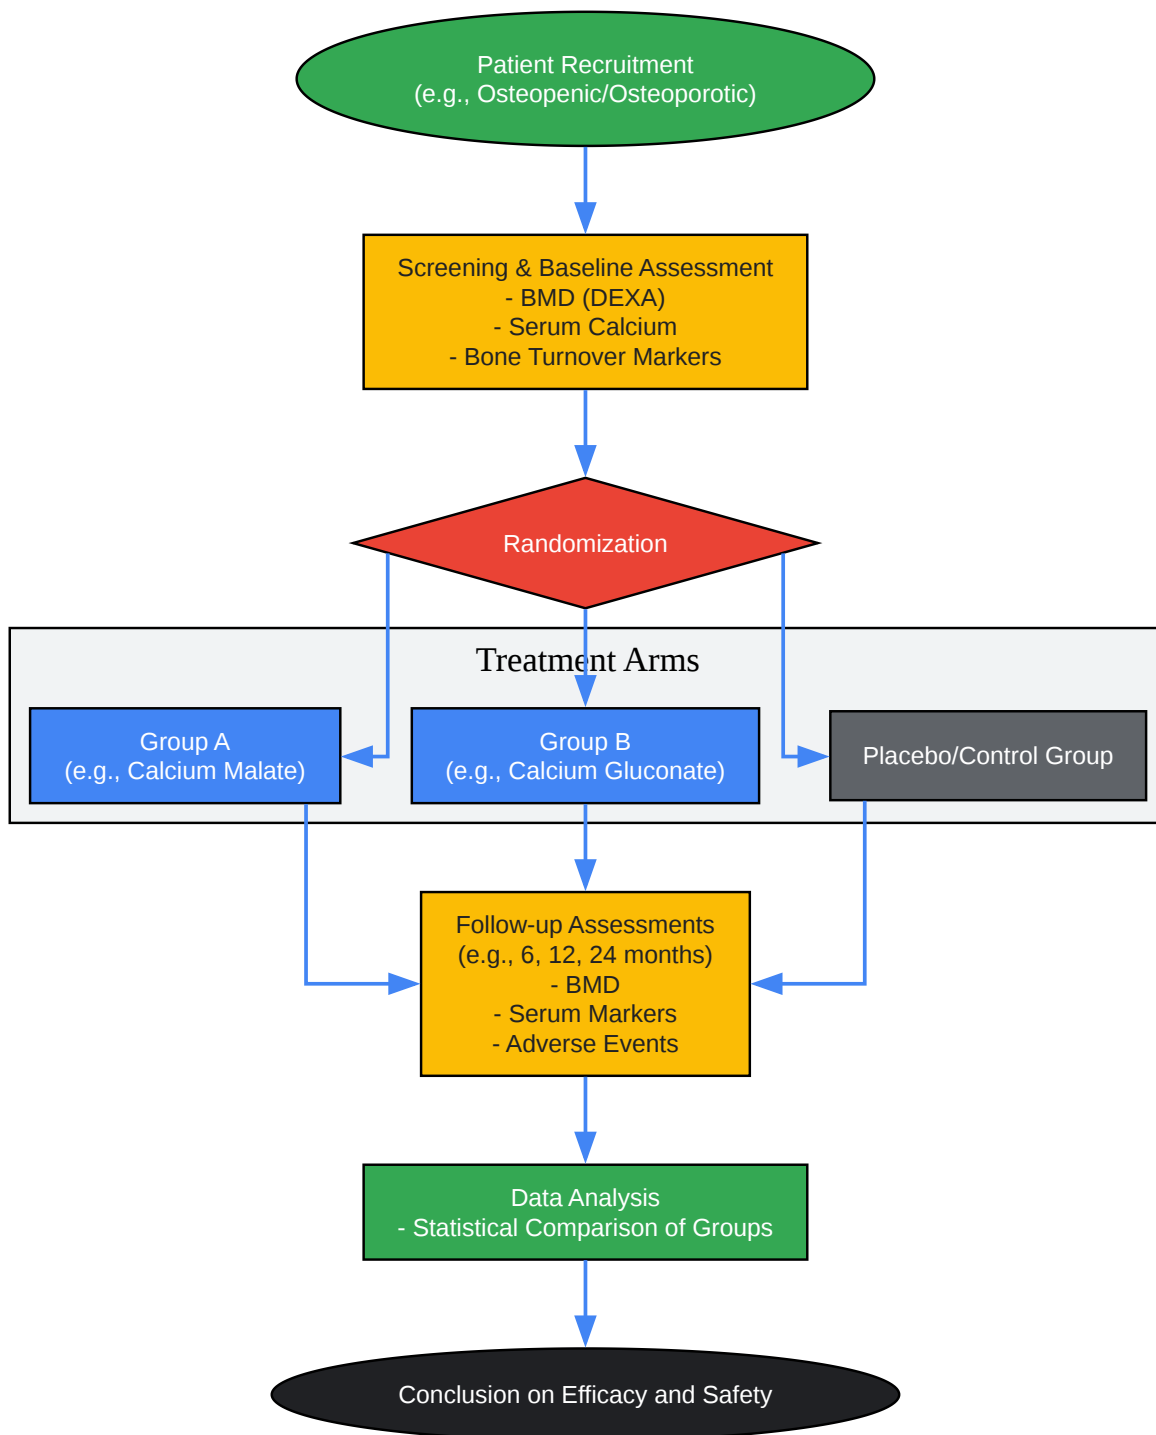 Patient Recruitment
(e.g., Osteopenic/Osteoporotic)
Screening & Baseline Assessment
- BMD (DEXA)
- Serum Calcium
- Bone Turnover Markers
Randomization
Treatment Arms
Group A
(e.g., Calcium Malate)
Group B
(e.g., Calcium Gluconate)
Placebo/Control Group
Follow-up Assessments
(e.g., 6, 12, 24 months)
- BMD
- Serum Markers
- Adverse Events
Data Analysis
- Statistical Comparison of Groups
Conclusion on Efficacy and Safety